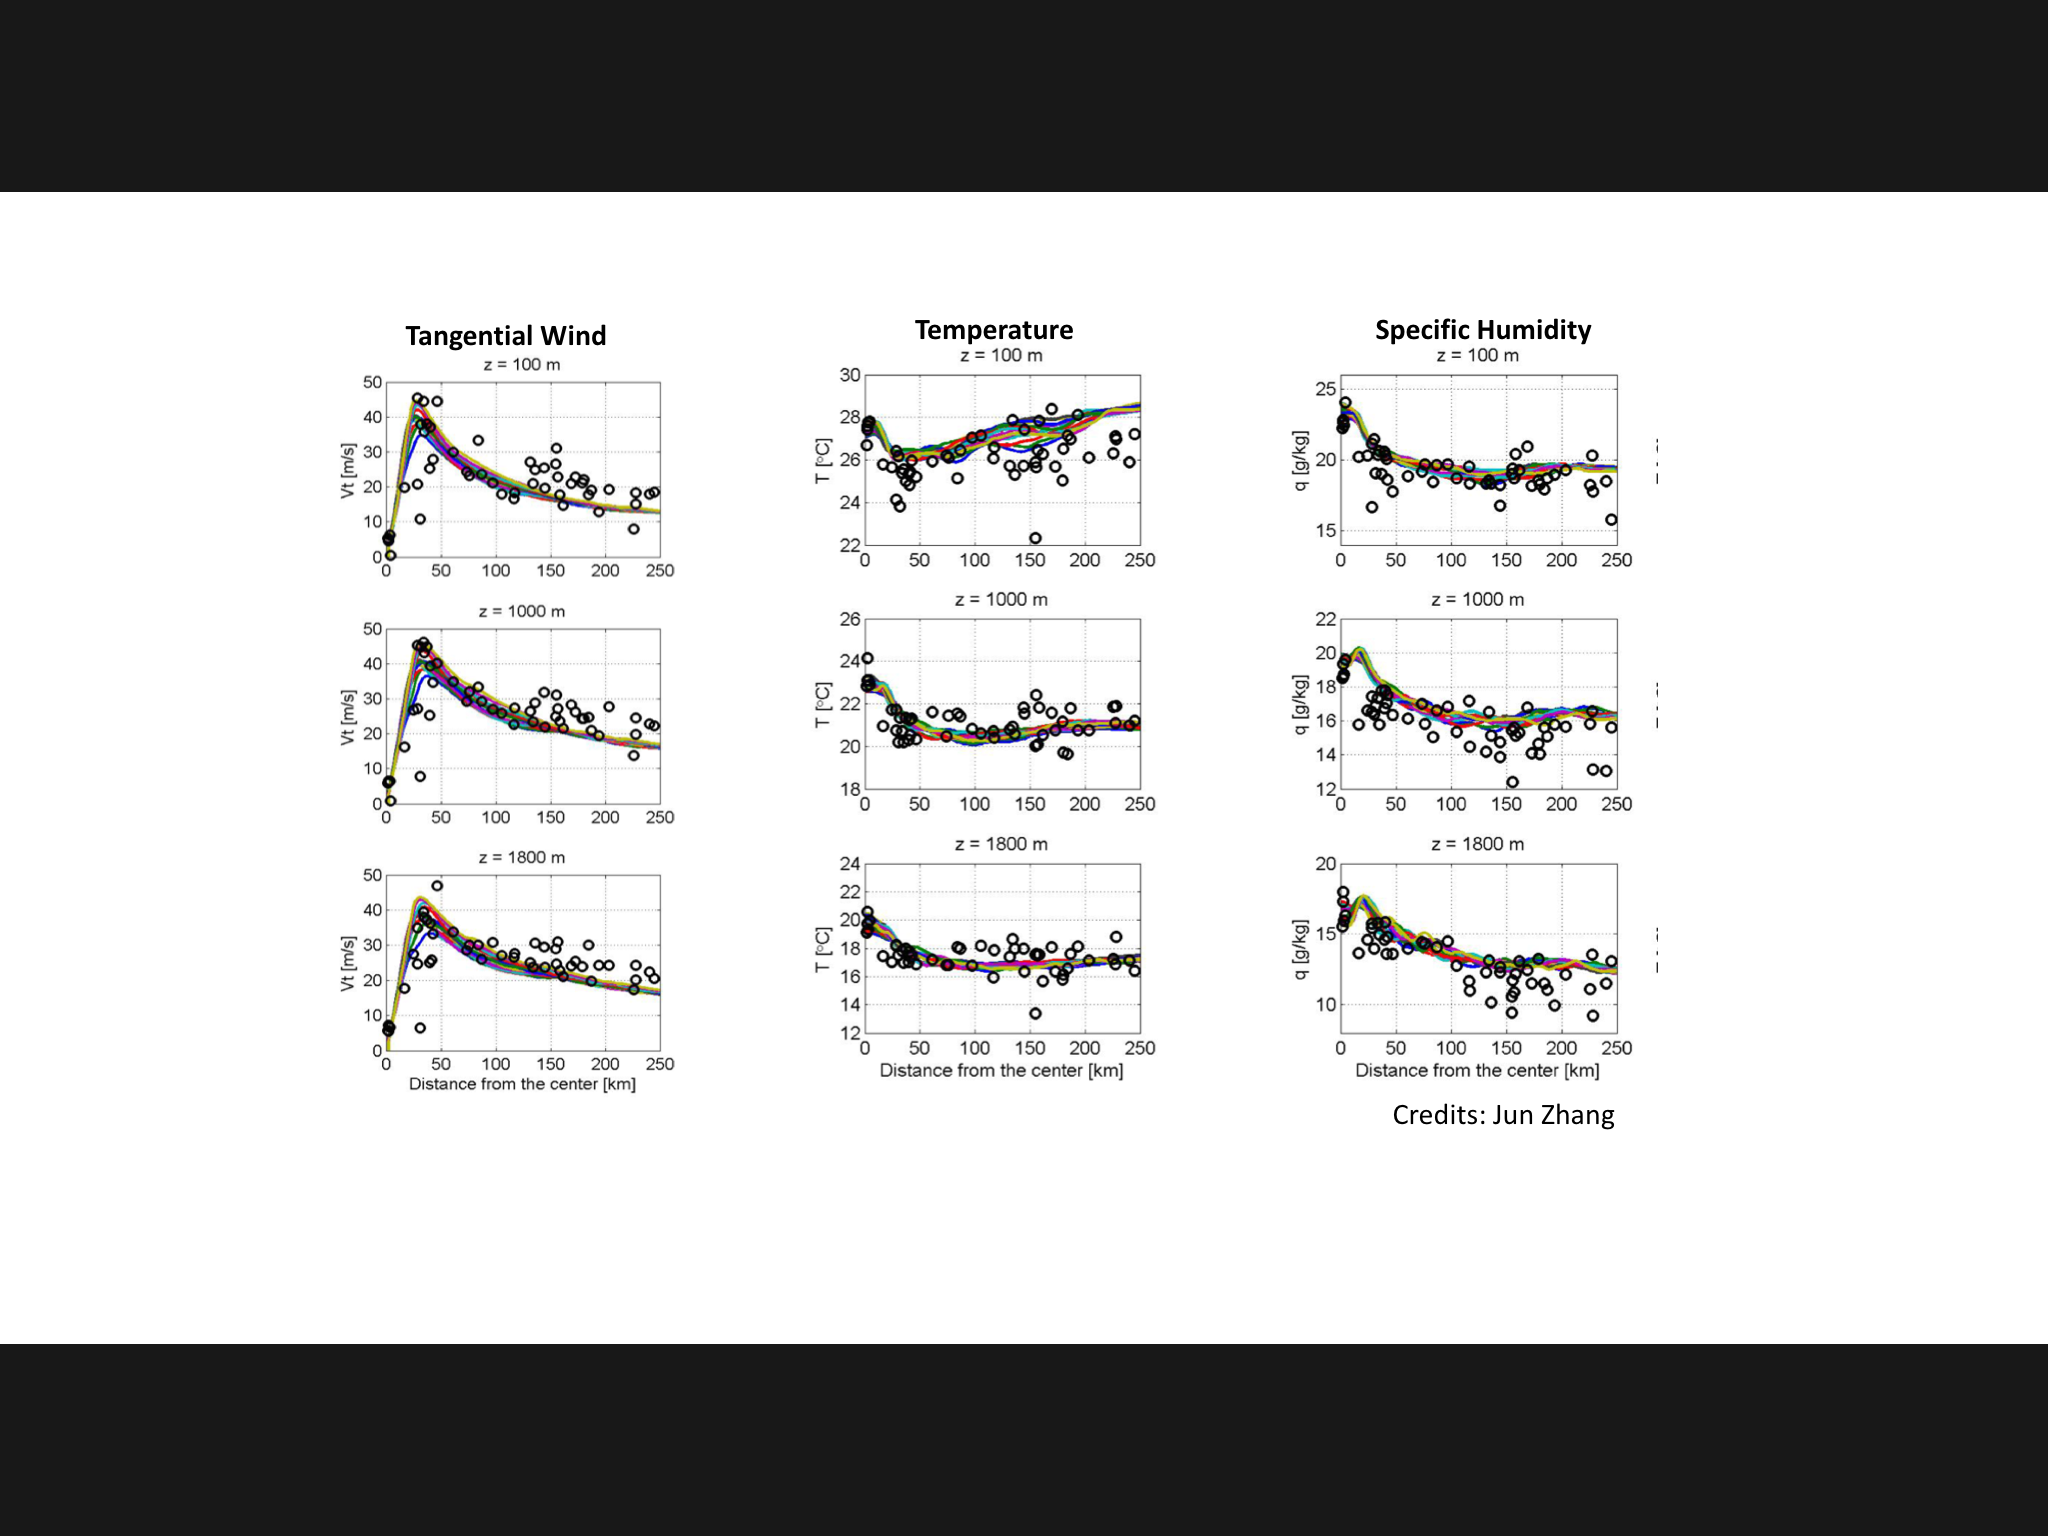 Tangential Wind
z = 100 m
50
40
30
20
10
0
Vt [m/s]
0 50 100 150 200 250
z = 1000 m
50
40
30
20
10
0
Vt [m/s]
0 50 100 150 200 250
z = 1800 m
50
40
30
20
10
0
Vt [m/s]
0 50 100 150 200 250
Distance from the center [km]
Temperature
z = 100 m
30
28
26
24
22
T [°C]
0 50 100 150 200 250
z = 1000 m
26
24
22
20
18
T [°C]
0 50 100 150 200 250
z = 1800 m
24
22
20
18
16
14
12
T [°C]
0 50 100 150 200 250
Distance from the center [km]
Specific Humidity
z = 100 m
25
20
15
q [g/kg]
0 50 100 150 200 250
z = 1000 m
22
20
18
16
14
12
q [g/kg]
0 50 100 150 200 250
z = 1800 m
20
15
10
q [g/kg]
0 50 100 150 200 250
Distance from the center [km]
Credits: Jun Zhang